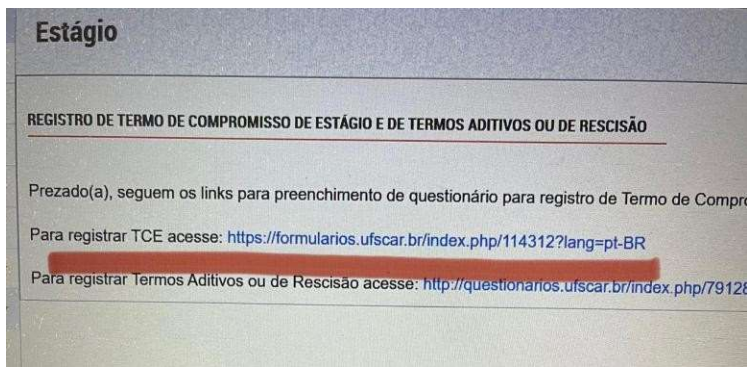 Estágio
REGISTRO DE TERMO DE COMPROMISSO DE ESTÁGIO E DE TERMOS ADITIVOS OU DE RESCISÃO
Prezado(a), seguem os links para preenchimento de questionário para registro de Termo de
Para registrar TCE acesse: https://formularios.ufscar.br/index.php/114312?lang=pt-BR
Para registrar Termos Aditivos ou de Rescisão acesse: http://questionarios.ufscar.br/index.php/79128